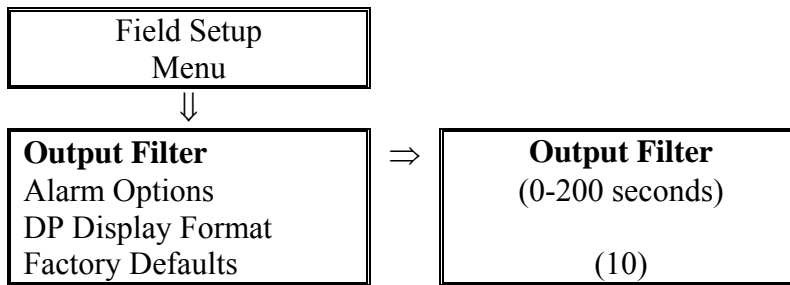 Field Setup
Menu
⇓
Output Filter
Alarm Options
DP Display Format
Factory Defaults
⇒
Output Filter
(0-200 seconds)
(10)